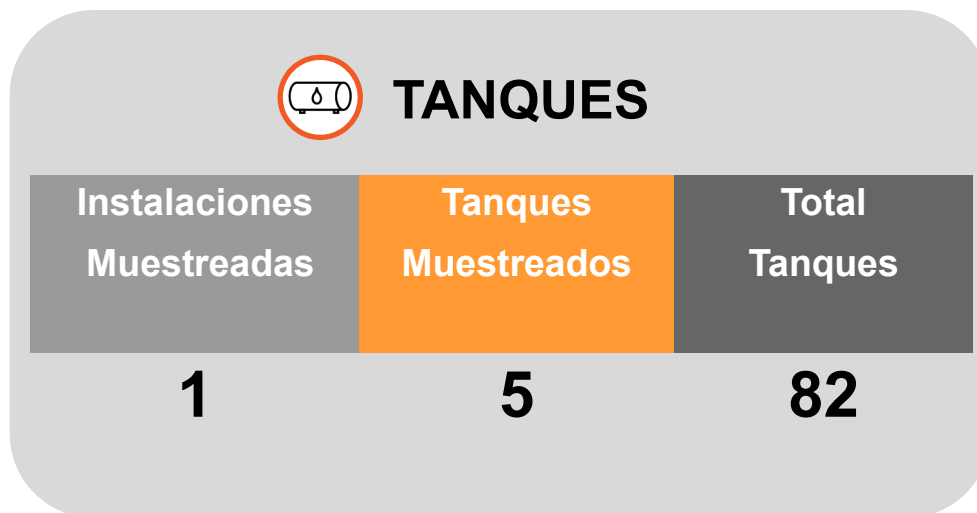 TANQUES
Instalaciones
Muestreadas
Tanques
Muestreados
Total
Tanques
1
5
82